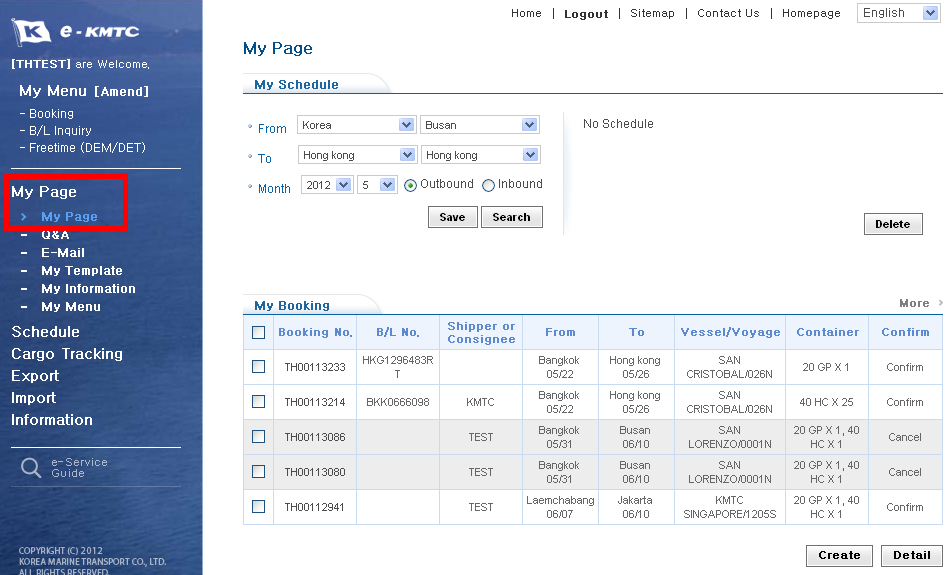 e-KMTC
[THTEST] are Welcome,
My Menu [Amend]
- Booking
- B/L Inquiry
- Freetime (DEM/DET)
My Page
My Page
Q&A
- E-Mail
- My Template
- My Information
- My Menu
Schedule
Cargo Tracking
Export
Import
Information
e-Service
Guide
COPYRIGHT (C) 2012
KOREA MARINE TRANSPORT CO., LTD.
ALL RIGHTS RESERVED.
Home | Logout | Sitemap | Contact Us | Homepage English
My Page
My Schedule
From Korea Busan
To Hong kong Hong kong
Month 2012 5 Outbound Inbound
Save Search
No Schedule
Delete
My Booking
More
Booking No. B/L No. Shipper or Consignee From To Vessel/Voyage Container Confirm
TH00113233 HKG1296483RT Bangkok 05/22 Hong kong 05/26 SAN CRISTOBAL/026N 20 GP X 1 Confirm
TH00113214 BKK0666098 KMTC Bangkok 05/22 Hong kong 05/26 SAN CRISTOBAL/026N 40 HC X 25 Confirm
TH00113086 TEST Bangkok 05/31 Busan 06/10 SAN LORENZO/0001N 20 GP X 1, 40 HC X 1 Cancel
TH00113080 TEST Bangkok 05/31 Busan 06/10 SAN LORENZO/0001N 20 GP X 1, 40 HC X 1 Cancel
TH00112941 TEST Laemchabang 06/07 Jakarta 06/10 KMTC SINGAPORE/1205S 20 GP X 1, 40 HC X 1 Confirm
Create Detail